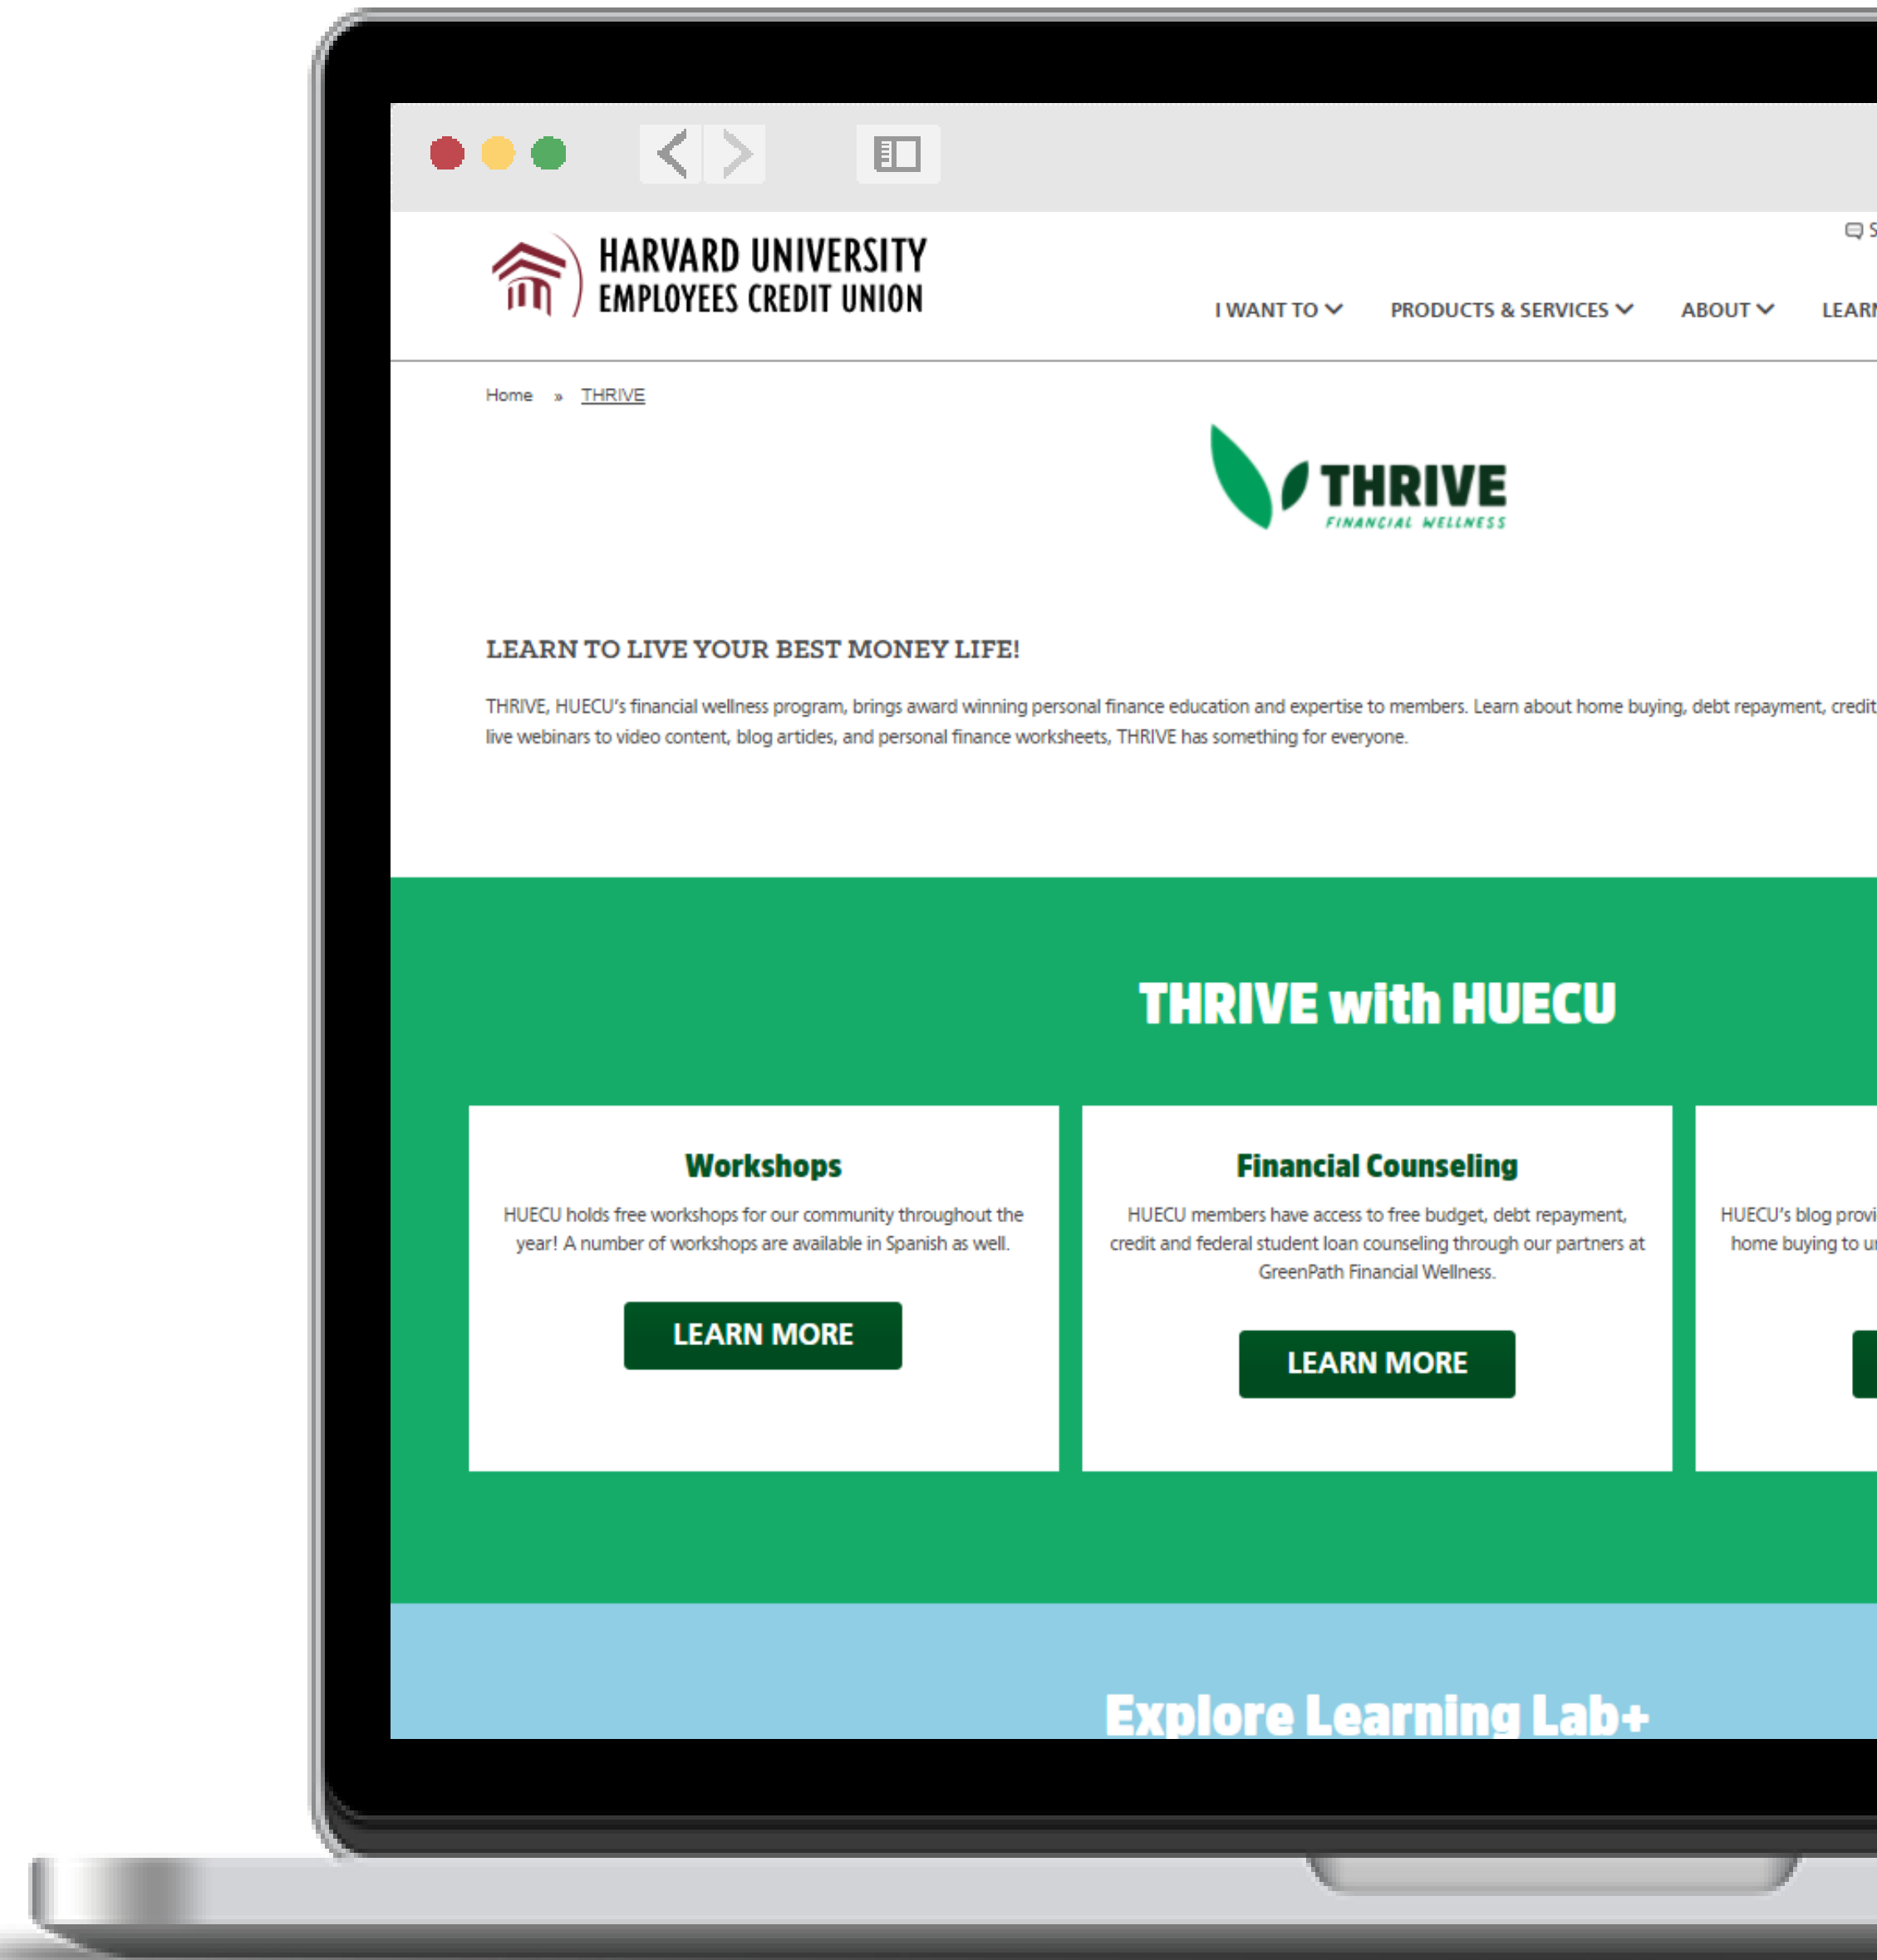 HARVARD UNIVERSITY
EMPLOYEES CREDIT UNION
I WANT TO
PRODUCTS & SERVICES
ABOUT
Home » THRIVE
THRIVE
FINANCIAL WELLNESS
LEARN TO LIVE YOUR BEST MONEY LIFE!
THRIVE, HUECU's financial wellness program, brings award winning personal finance education and expertise to members. Learn about home buying, debt repayment, credit
live webinars to video content, blog articles, and personal finance worksheets, THRIVE has something for everyone.
THRIVE with HUECU
Workshops
HUECU holds free workshops for our community throughout the
year! A number of workshops are available in Spanish as well.
LEARN MORE
Financial Counseling
HUECU members have access to free budget, debt repayment,
credit and federal student loan counseling through our partners at
GreenPath Financial Wellness.
LEARN MORE
HUECU's blog
home buying to
Explore Learning Lab+